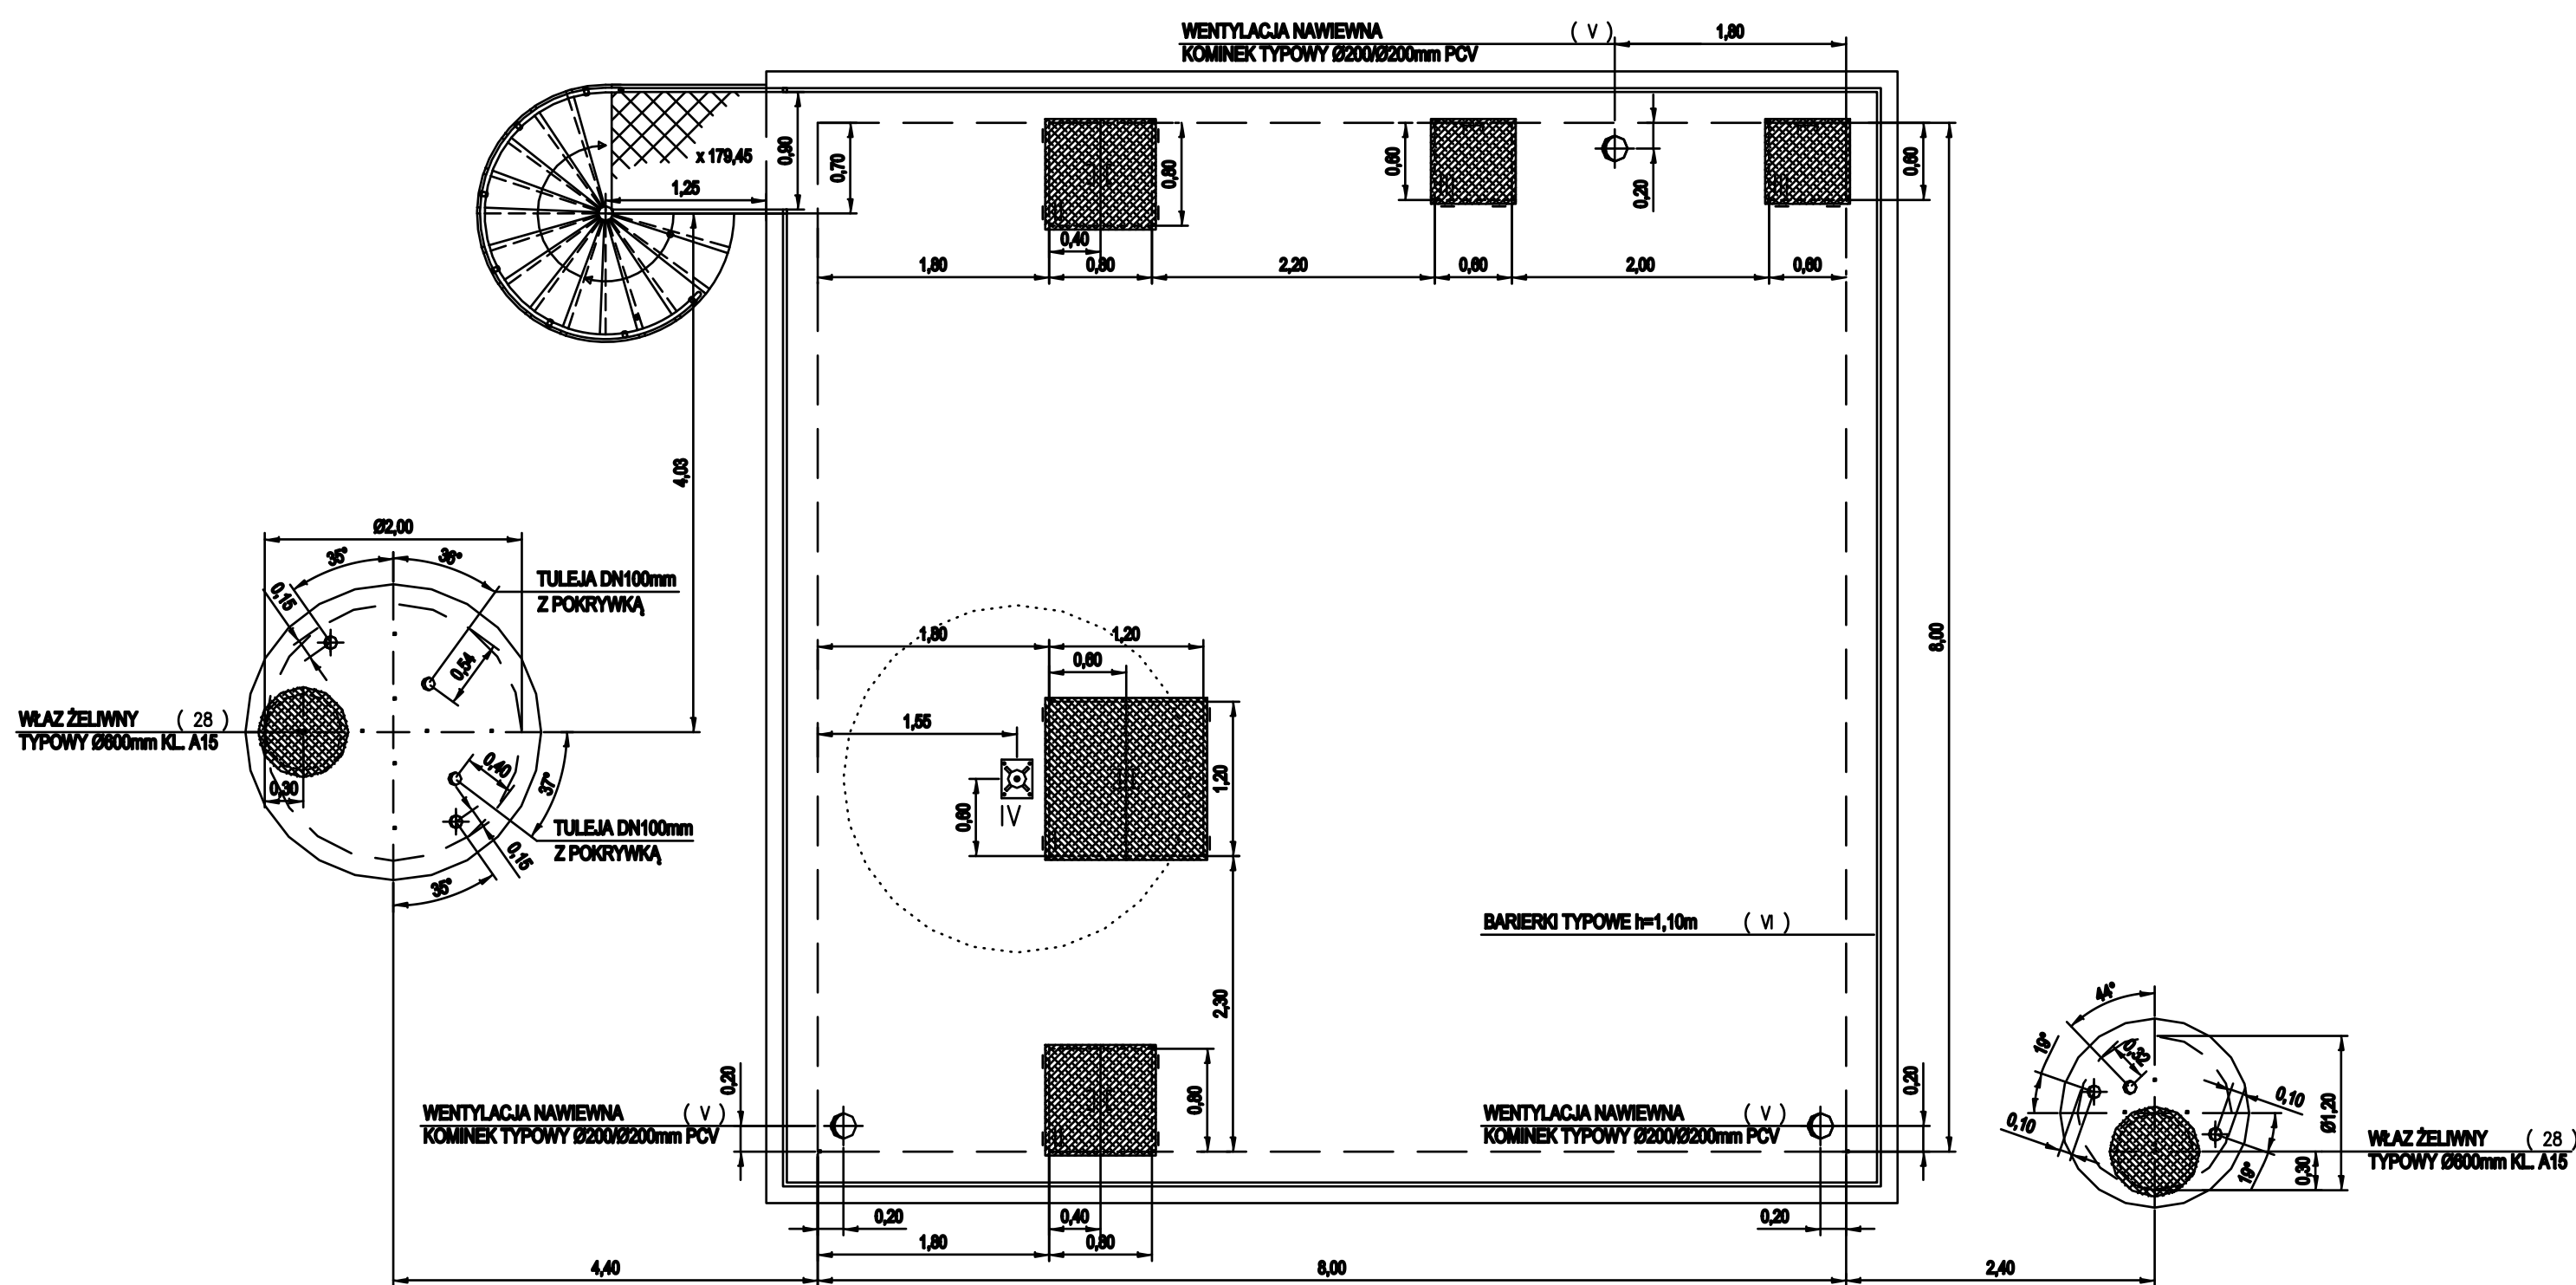 WENTYLACJA NAWIEWNA ( V )
KOMINEK TYPOWY Ø200/Ø200mm PCV
1,80
x 179,45
1,25
0,90
0,70
0,80
0,60
0,20
0,60
0,40
1,80
0,80
2,20
0,60
2,00
0,60
4,03
Ø2,00
35°
36°
0,15
TULEJA DN100mm
Z POKRYWKĄ
0,54
WŁAZ ŻELIWNY ( 28 )
TYPOWY Ø600mm KL. A15
0,30
0,40
37°
TULEJA DN100mm
Z POKRYWKĄ
0,15
35°
1,80
1,20
0,60
1,55
0,60
IV
1,20
8,00
2,30
BARIERKI TYPOWE h=1,10m ( VI )
WENTYLACJA NAWIEWNA ( V )
KOMINEK TYPOWY Ø200/Ø200mm PCV
0,20
0,80
WENTYLACJA NAWIEWNA ( V )
KOMINEK TYPOWY Ø200/Ø200mm PCV
0,20
44°
19°
0,32
0,10
0,10
19°
Ø1,20
0,30
WŁAZ ŻELIWNY ( 28 )
TYPOWY Ø600mm KL. A15
0,20
0,40
0,20
1,80
0,80
4,40
8,00
2,40